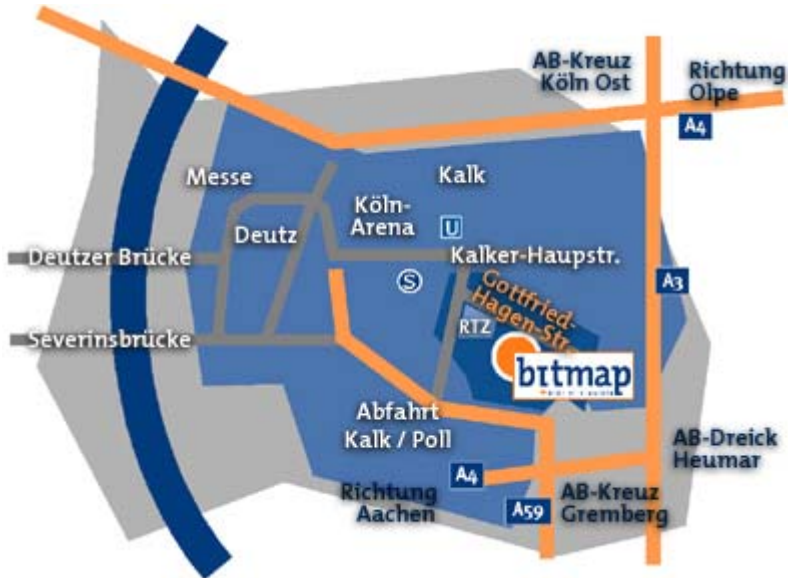 AB-Kreuz
Köln Ost
Richtung
Olpe
A4
Messe
Kalk
Köln-
Arena
U
Deutz
Deutzer Brücke
Kalker-Haupstr.
S
A3
Gottfried-
Hagen-Str.
RTZ
Severinsbrücke
bitmap
Abfahrt
Kalk / Poll
AB-Dreick
Heumar
A4
Richtung
Aachen
A59
AB-Kreuz
Gremberg